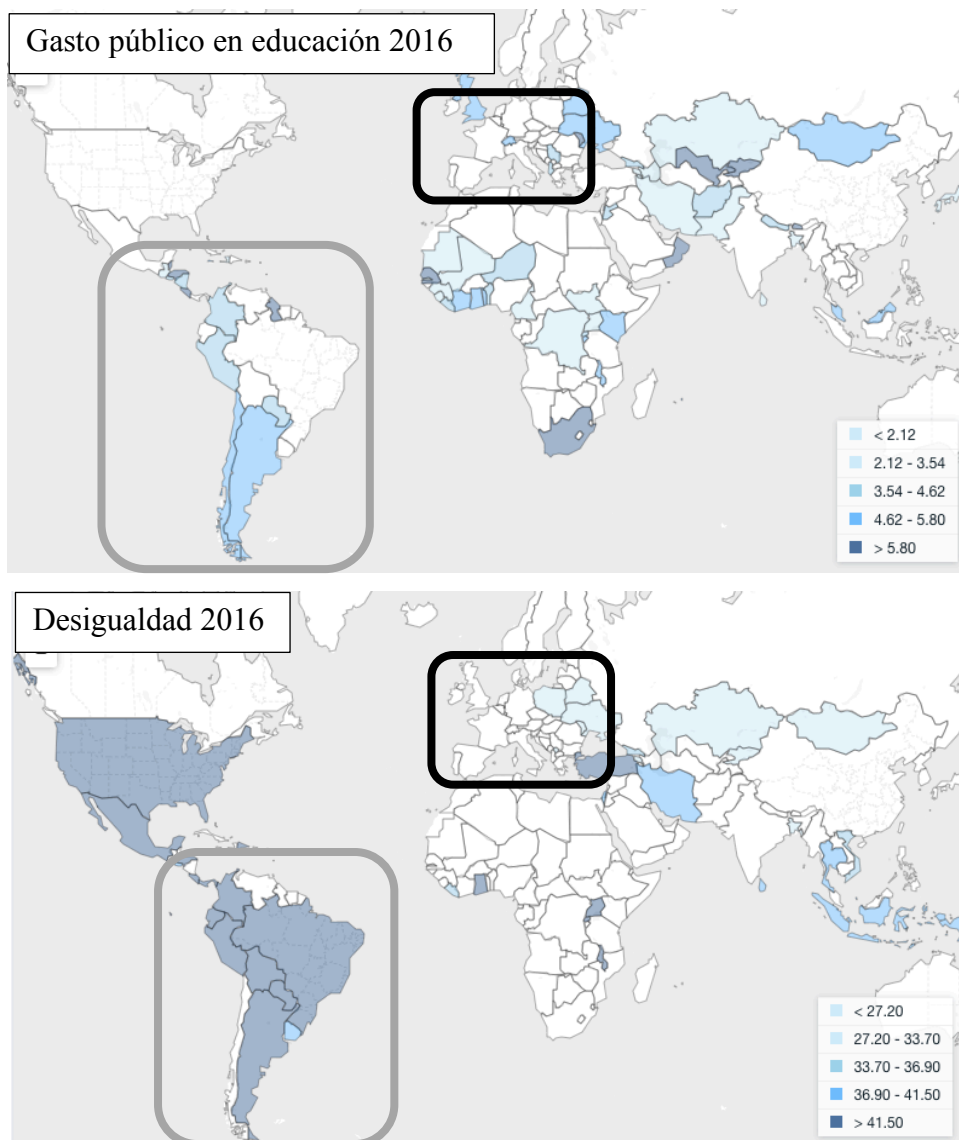 Gasto público en educación 2016
< 2.12
2.12 - 3.54
3.54 - 4.62
4.62 - 5.80
> 5.80
Desigualdad 2016
< 27.20
27.20 - 33.70
33.70 - 36.90
36.90 - 41.50
> 41.50